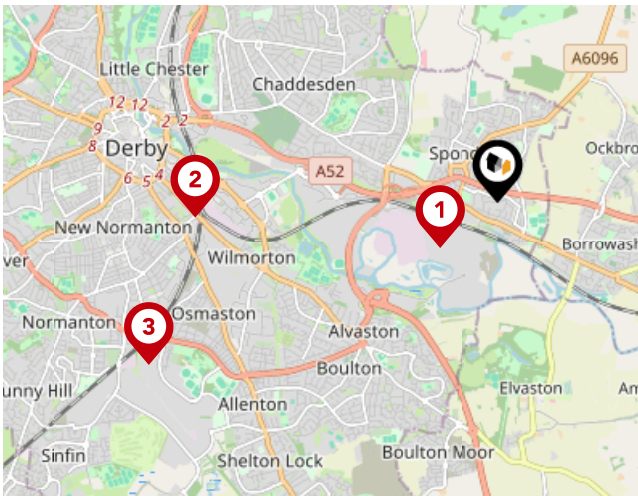 A6096
Little Chester
Chaddesden
12 12
2 2
9
Derby
8
Spond
Ockbro
A52
6 5 4
2
1
New Normanton
Borrowash
ver
Wilmorton
Normanton
3
Osmaston
Alvaston
Boulton
unny Hill
Elvaston
Am
Allenton
Sinfin
Shelton Lock
Boulton Moor